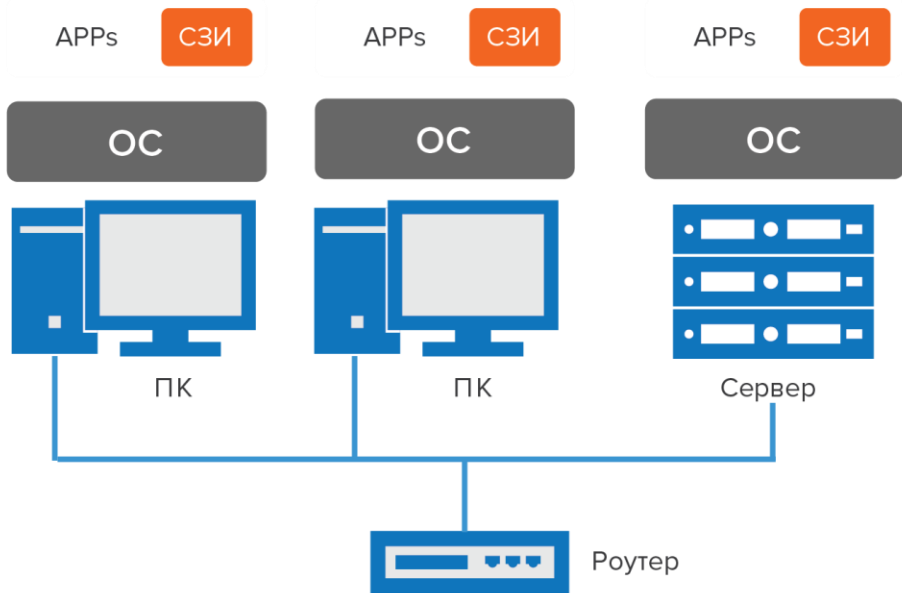 APPs СЗИ APPs СЗИ APPs СЗИ
ОС ОС ОС
ПК ПК Сервер
Роутер